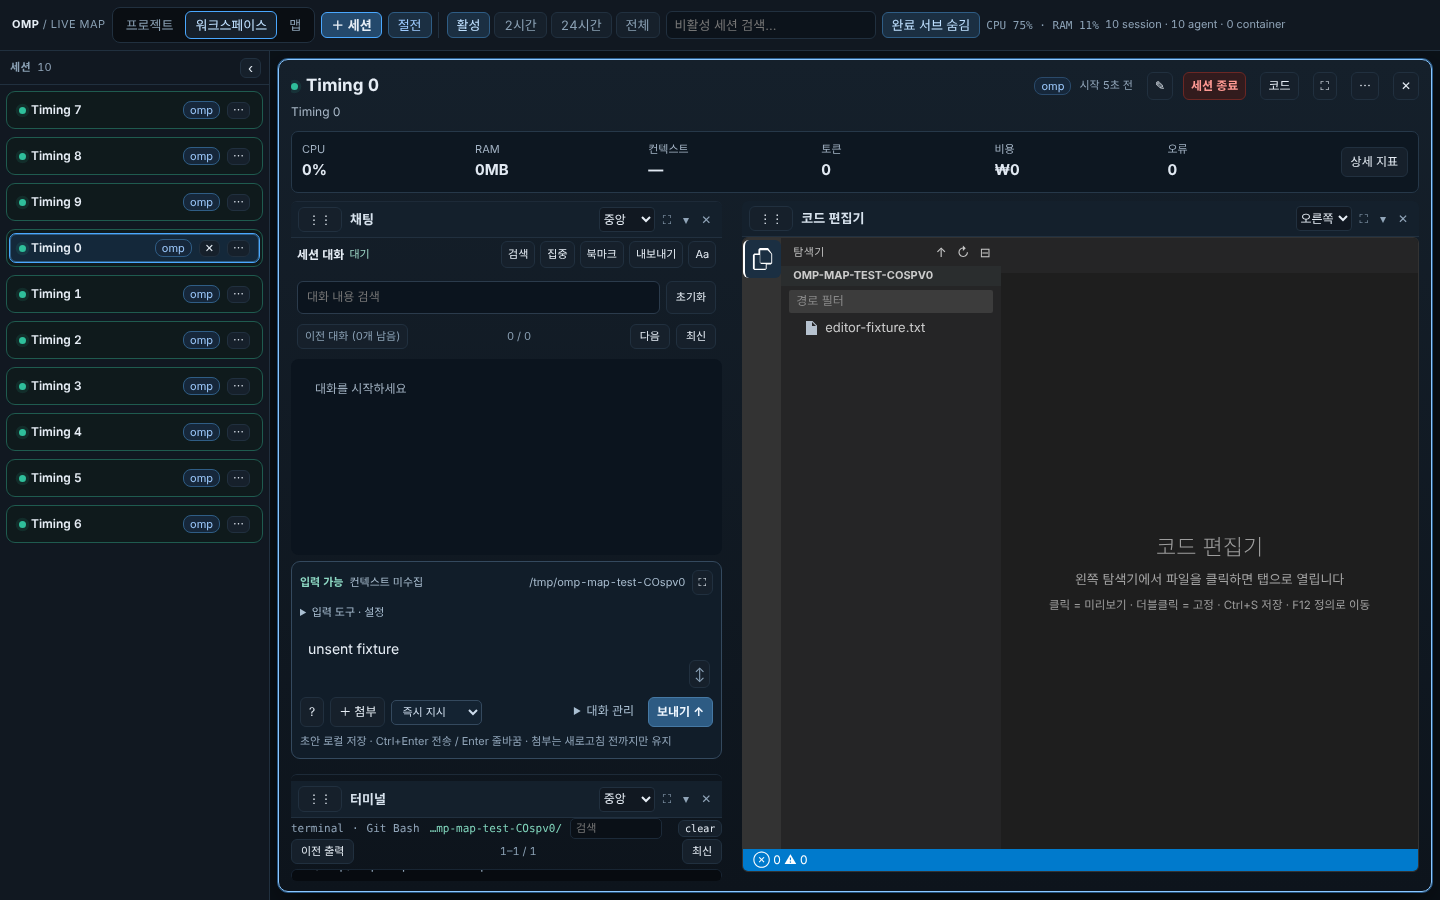 OMP / LIVE MAP 프로젝트 워크스페이스 맵 + 세션 절전 활성 2시간 24시간 전체 비활성 세션 검색... 완료 서브 숨김 CPU 75% · RAM 11% 10 session · 10 agent · 0 container
세션 10 ‹
Timing 7 omp ···
Timing 8 omp ···
Timing 9 omp ···
Timing 0 omp × ···
Timing 1 omp ···
Timing 2 omp ···
Timing 3 omp ···
Timing 4 omp ···
Timing 5 omp ···
Timing 6 omp ···
Timing 0 omp 시작 5초 전 ✎ 세션 종료 코드 ⛶ ··· ×
Timing 0
CPU RAM 컨텍스트 토큰 비용 오류
0% 0MB — 0 ₩0 0
상세 지표
채팅 중앙
세션 대화 대기 검색 집중 북마크 내보내기 Aa
대화 내용 검색 초기화
이전 대화 (0개 남음) 0 / 0 다음 최신
대화를 시작하세요
입력 가능 컨텍스트 미수집 /tmp/omp-map-test-COspv0
▶ 입력 도구 · 설정
unsent fixture
? + 첨부 즉시 지시 ▶ 대화 관리 보내기 ↑
초안 로컬 저장 · Ctrl+Enter 전송 / Enter 줄바꿈 · 첨부는 새로고침 전까지만 유지
터미널 중앙
terminal · Git Bash …mp-map-test-COspv0/ 검색 clear
이전 출력 1–1 / 1 최신
코드 편집기 오른쪽
탐색기
OMP-MAP-TEST-COSPV0
경로 필터
editor-fixture.txt
코드 편집기
왼쪽 탐색기에서 파일을 클릭하면 탭으로 열립니다
클릭 = 미리보기 · 더블클릭 = 고정 · Ctrl+S 저장 · F12 정의로 이동
0 0